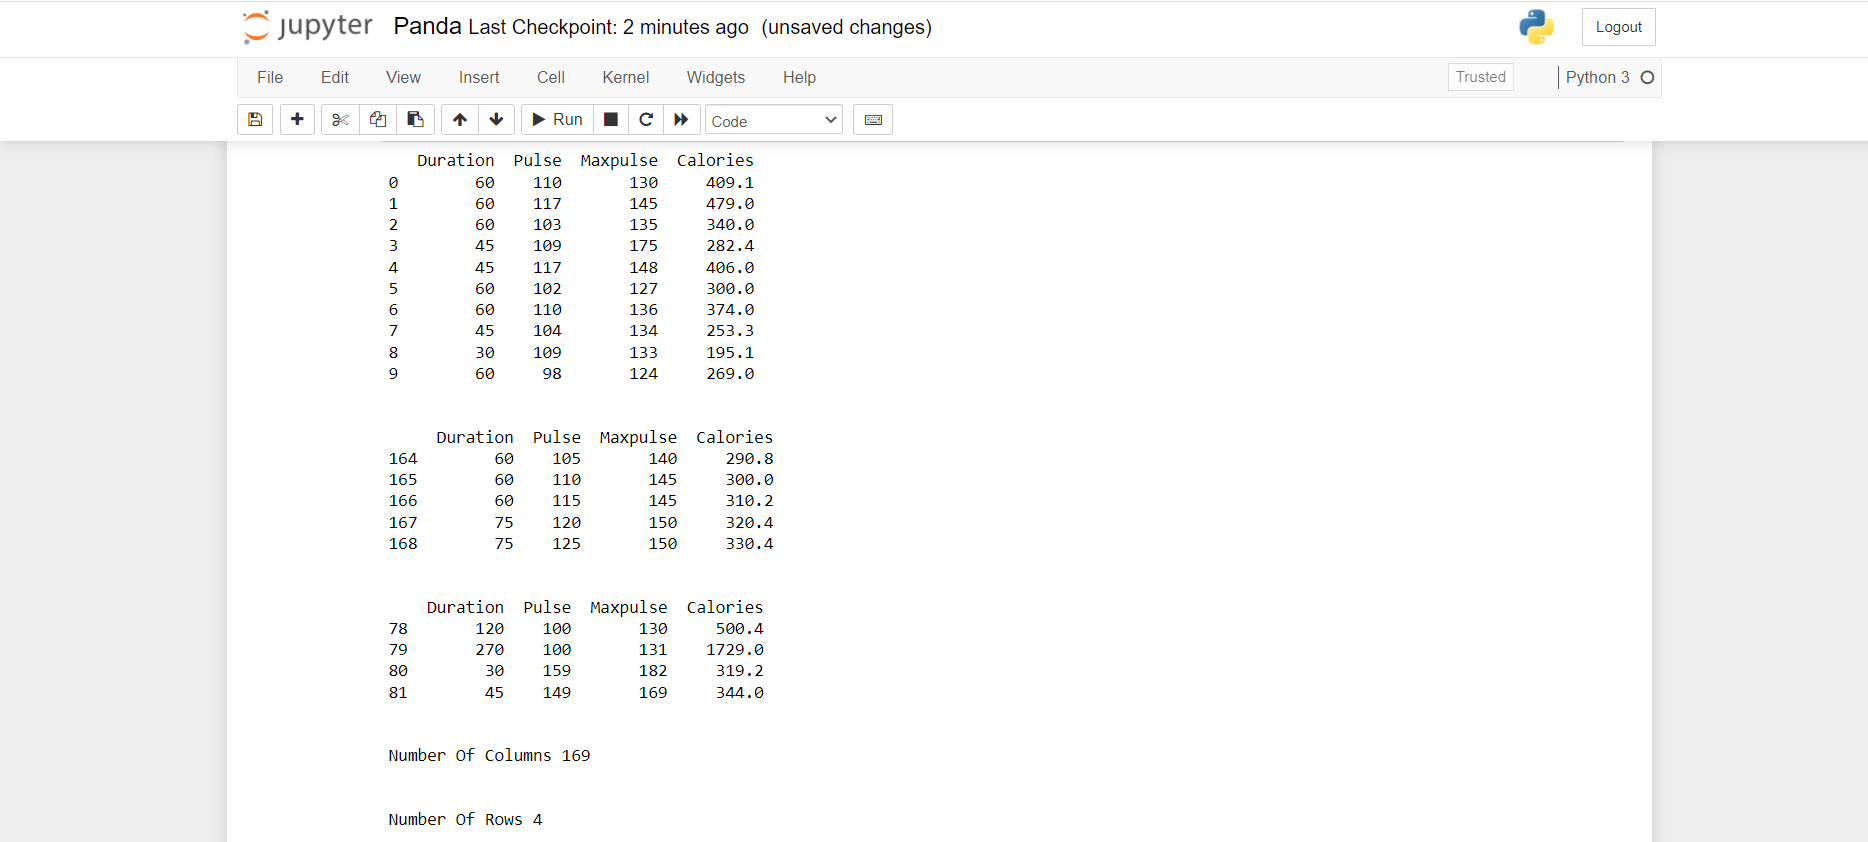 jupyter Panda Last Checkpoint: 2 minutes ago (unsaved changes) Logout
File Edit View Insert Cell Kernel Widgets Help Trusted Python 3
Run Code
Duration Pulse Maxpulse Calories
0 60 110 130 409.1
1 60 117 145 479.0
2 60 103 135 340.0
3 45 109 175 282.4
4 45 117 148 406.0
5 60 102 127 300.0
6 60 110 136 374.0
7 45 104 134 253.3
8 30 109 133 195.1
9 60 98 124 269.0
Duration Pulse Maxpulse Calories
164 60 105 140 290.8
165 60 110 145 300.0
166 60 115 145 310.2
167 75 120 150 320.4
168 75 125 150 330.4
Duration Pulse Maxpulse Calories
78 120 100 130 500.4
79 270 100 131 1729.0
80 30 159 182 319.2
81 45 149 169 344.0
Number Of Columns 169
Number Of Rows 4